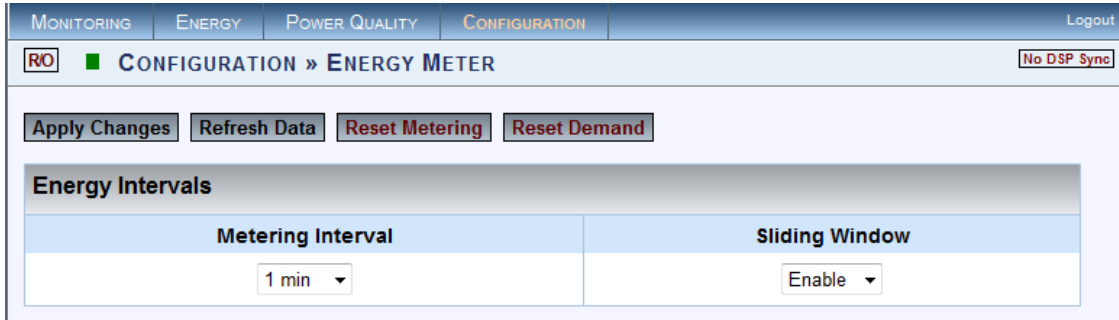 MONITORING ENERGY POWER QUALITY CONFIGURATION Logout
R/O CONFIGURATION » ENERGY METER No DSP Sync
Apply Changes Refresh Data Reset Metering Reset Demand
Energy Intervals
Metering Interval Sliding Window
1 min Enable